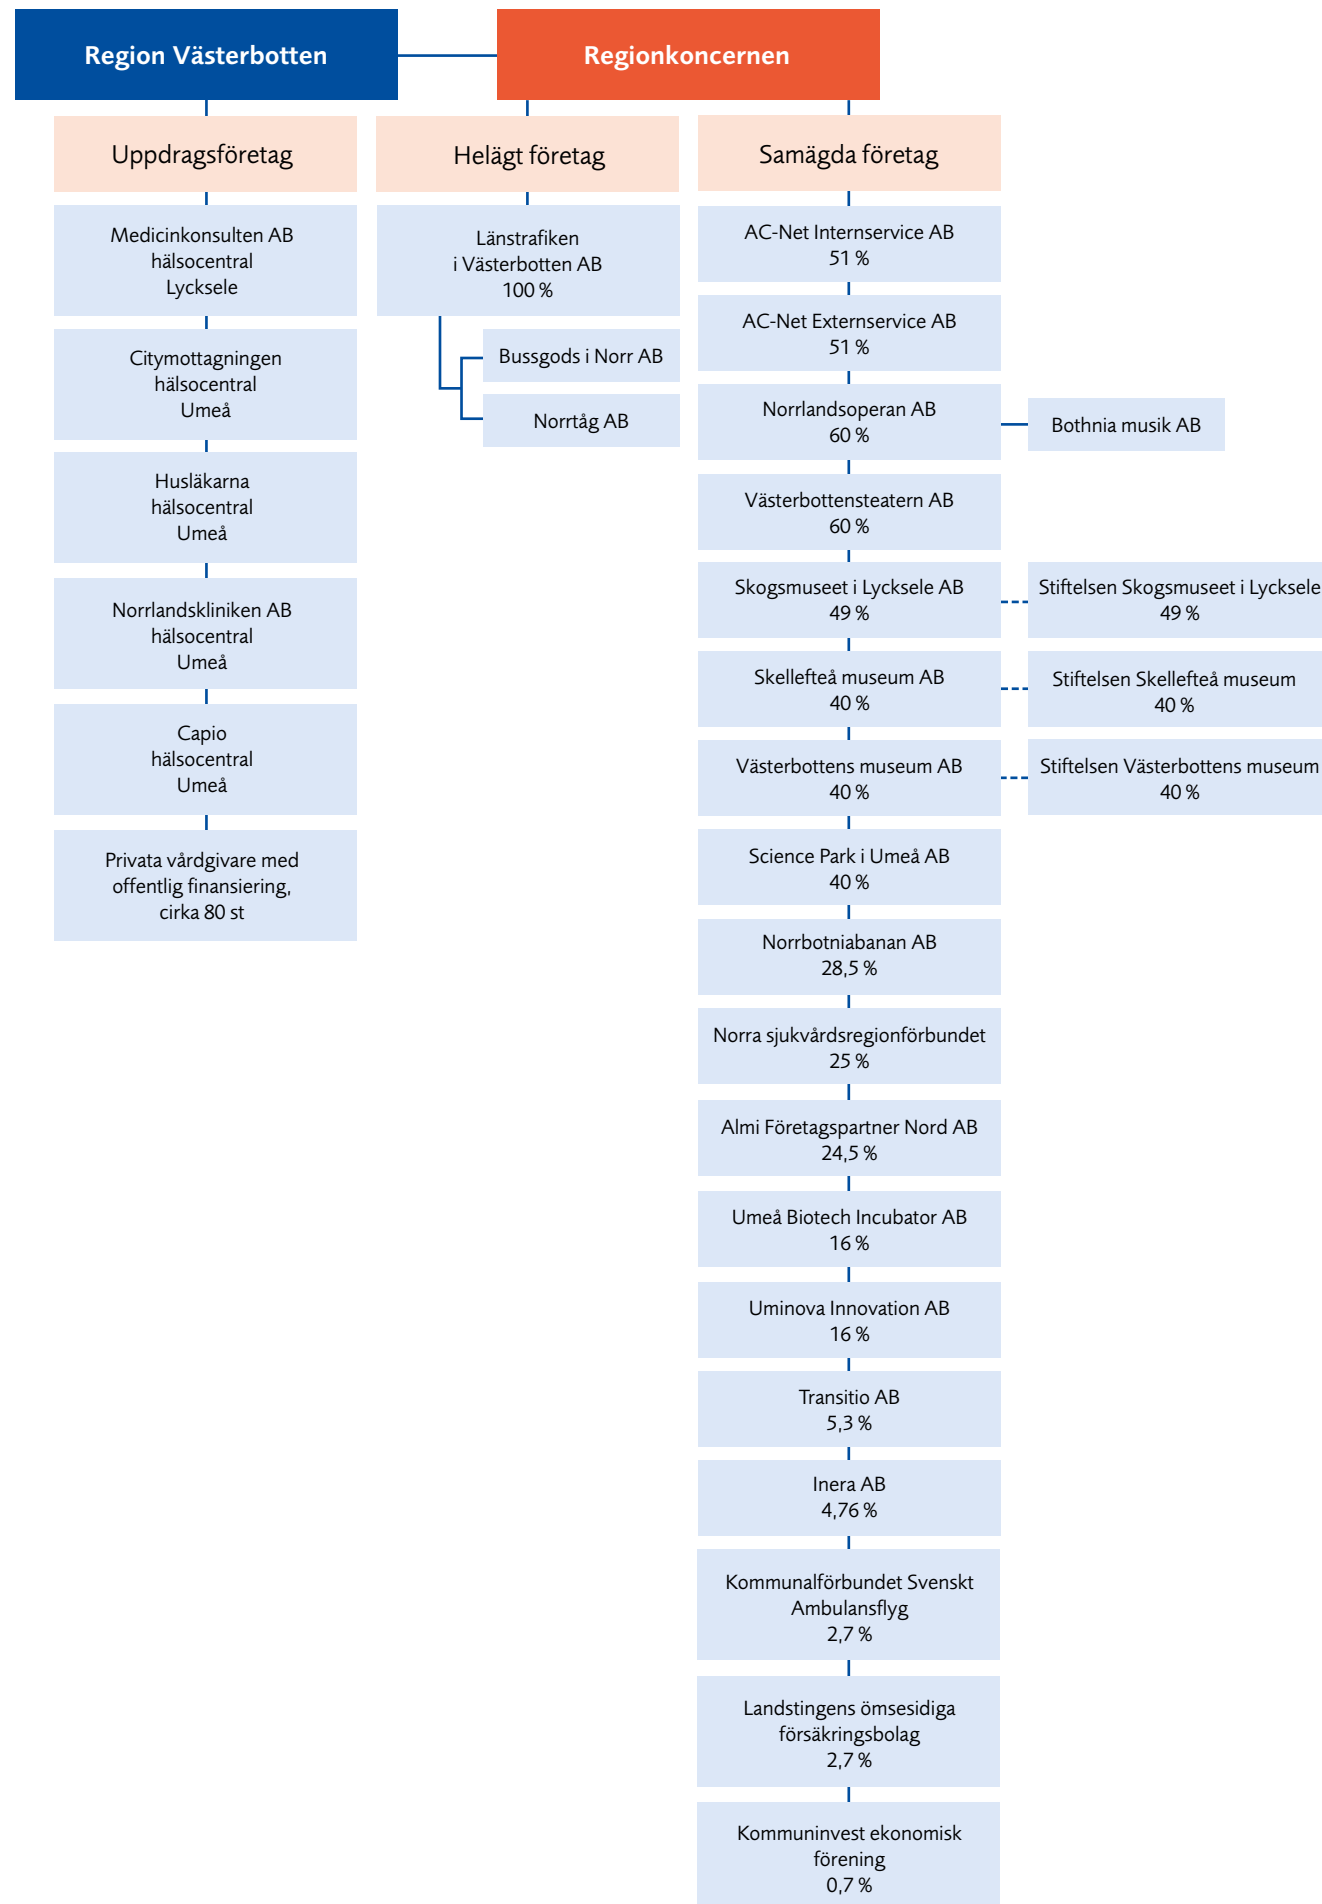 Region Västerbotten
Regionkoncernen
Uppdragsföretag
Medicinkonsulten AB
hälsocentral
Lycksele
Citymottagningen
hälsocentral
Umeå
Husläkarna
hälsocentral
Umeå
Norrlandskliniken AB
hälsocentral
Umeå
Capio
hälsocentral
Umeå
Privata vårdgivare med
offentlig finansiering,
cirka 80 st
Helägt företag
Länstrafiken
i Västerbotten AB
100 %
Bussgods i Norr AB
Norrtåg AB
Samägda företag
AC-Net Internservice AB
51 %
AC-Net Externservice AB
51 %
Norrlandsoperan AB
60 %
Bothnia musik AB
Västerbottensteatern AB
60 %
Skogsmuseet i Lycksele AB
49 %
Stiftelsen Skogsmuseet i Lycksele
49 %
Skellefteå museum AB
40 %
Stiftelsen Skellefteå museum
40 %
Västerbottens museum AB
40 %
Stiftelsen Västerbottens museum
40 %
Science Park i Umeå AB
40 %
Norrbotniabanan AB
28,5 %
Norra sjukvårdsregionförbundet
25 %
Almi Företagspartner Nord AB
24,5 %
Umeå Biotech Incubator AB
16 %
Uminova Innovation AB
16 %
Transitio AB
5,3 %
Inera AB
4,76 %
Kommunalförbundet Svenskt
Ambulansflyg
2,7 %
Landstingens ömsesidiga
försäkringsbolag
2,7 %
Kommuninvest ekonomisk
förening
0,7 %